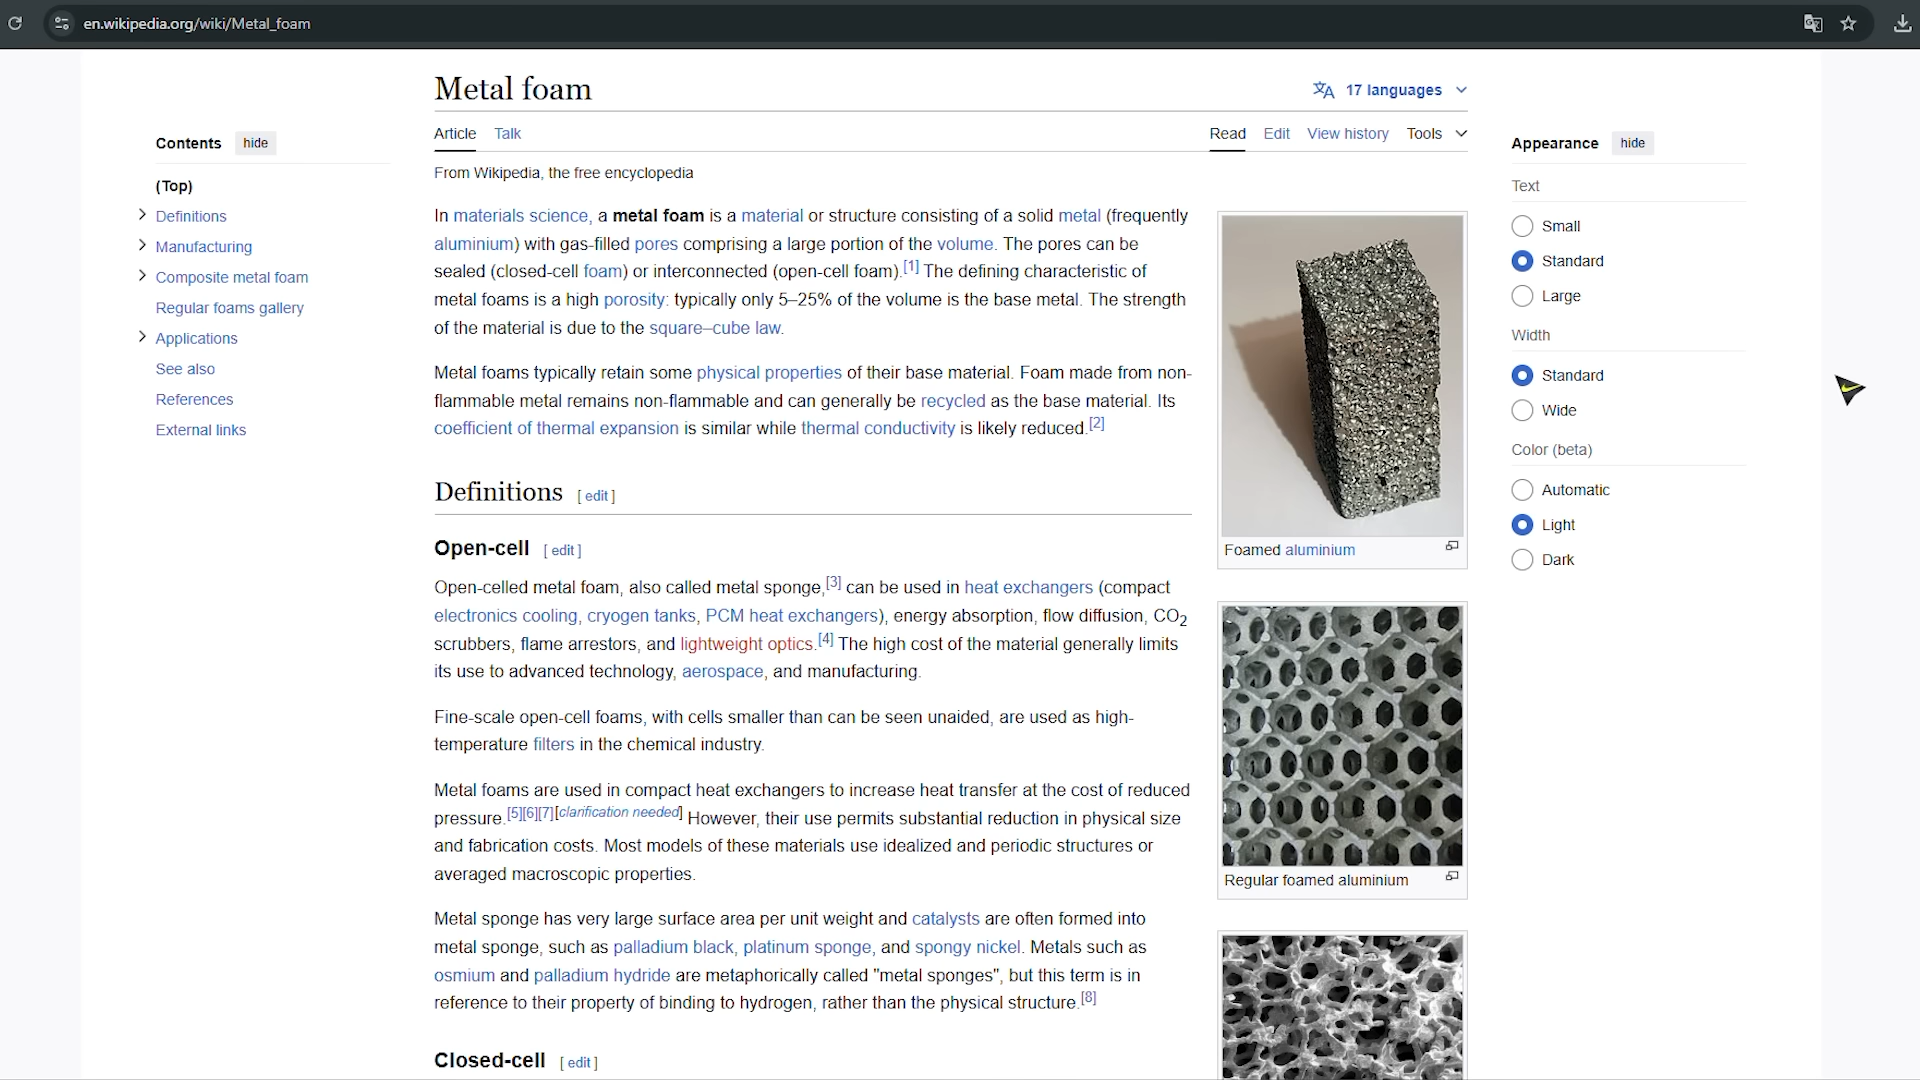 en.wikipedia.org/wiki/Metal_foam
Metal foam
17 languages
Article Talk
Read Edit View history Tools
From Wikipedia, the free encyclopedia
Contents hide
(Top)
Definitions
Manufacturing
Composite metal foam
Regular foams gallery
Applications
See also
References
External links
In materials science, a metal foam is a material or structure consisting of a solid metal (frequently
aluminium) with gas-filled pores comprising a large portion of the volume. The pores can be
sealed (closed-cell foam) or interconnected (open-cell foam).[1] The defining characteristic of
metal foams is a high porosity: typically only 5–25% of the volume is the base metal. The strength
of the material is due to the square–cube law.
Metal foams typically retain some physical properties of their base material. Foam made from non-
flammable metal remains non-flammable and can generally be recycled as the base material. Its
coefficient of thermal expansion is similar while thermal conductivity is likely reduced.[2]
Definitions [ edit ]
Open-cell [ edit ]
Open-celled metal foam, also called metal sponge,[3] can be used in heat exchangers (compact
electronics cooling, cryogen tanks, PCM heat exchangers), energy absorption, flow diffusion, CO2
scrubbers, flame arrestors, and lightweight optics.[4] The high cost of the material generally limits
its use to advanced technology, aerospace, and manufacturing.
Fine-scale open-cell foams, with cells smaller than can be seen unaided, are used as high-
temperature filters in the chemical industry.
Metal foams are used in compact heat exchangers to increase heat transfer at the cost of reduced
pressure.[5][6][7][clarification needed] However, their use permits substantial reduction in physical size
and fabrication costs. Most models of these materials use idealized and periodic structures or
averaged macroscopic properties.
Metal sponge has very large surface area per unit weight and catalysts are often formed into
metal sponge, such as palladium black, platinum sponge, and spongy nickel. Metals such as
osmium and palladium hydride are metaphorically called "metal sponges", but this term is in
reference to their property of binding to hydrogen, rather than the physical structure.[8]
Closed-cell [ edit ]
Foamed aluminium
Regular foamed aluminium
Appearance hide
Text
Small
Standard
Large
Width
Standard
Wide
Color (beta)
Automatic
Light
Dark